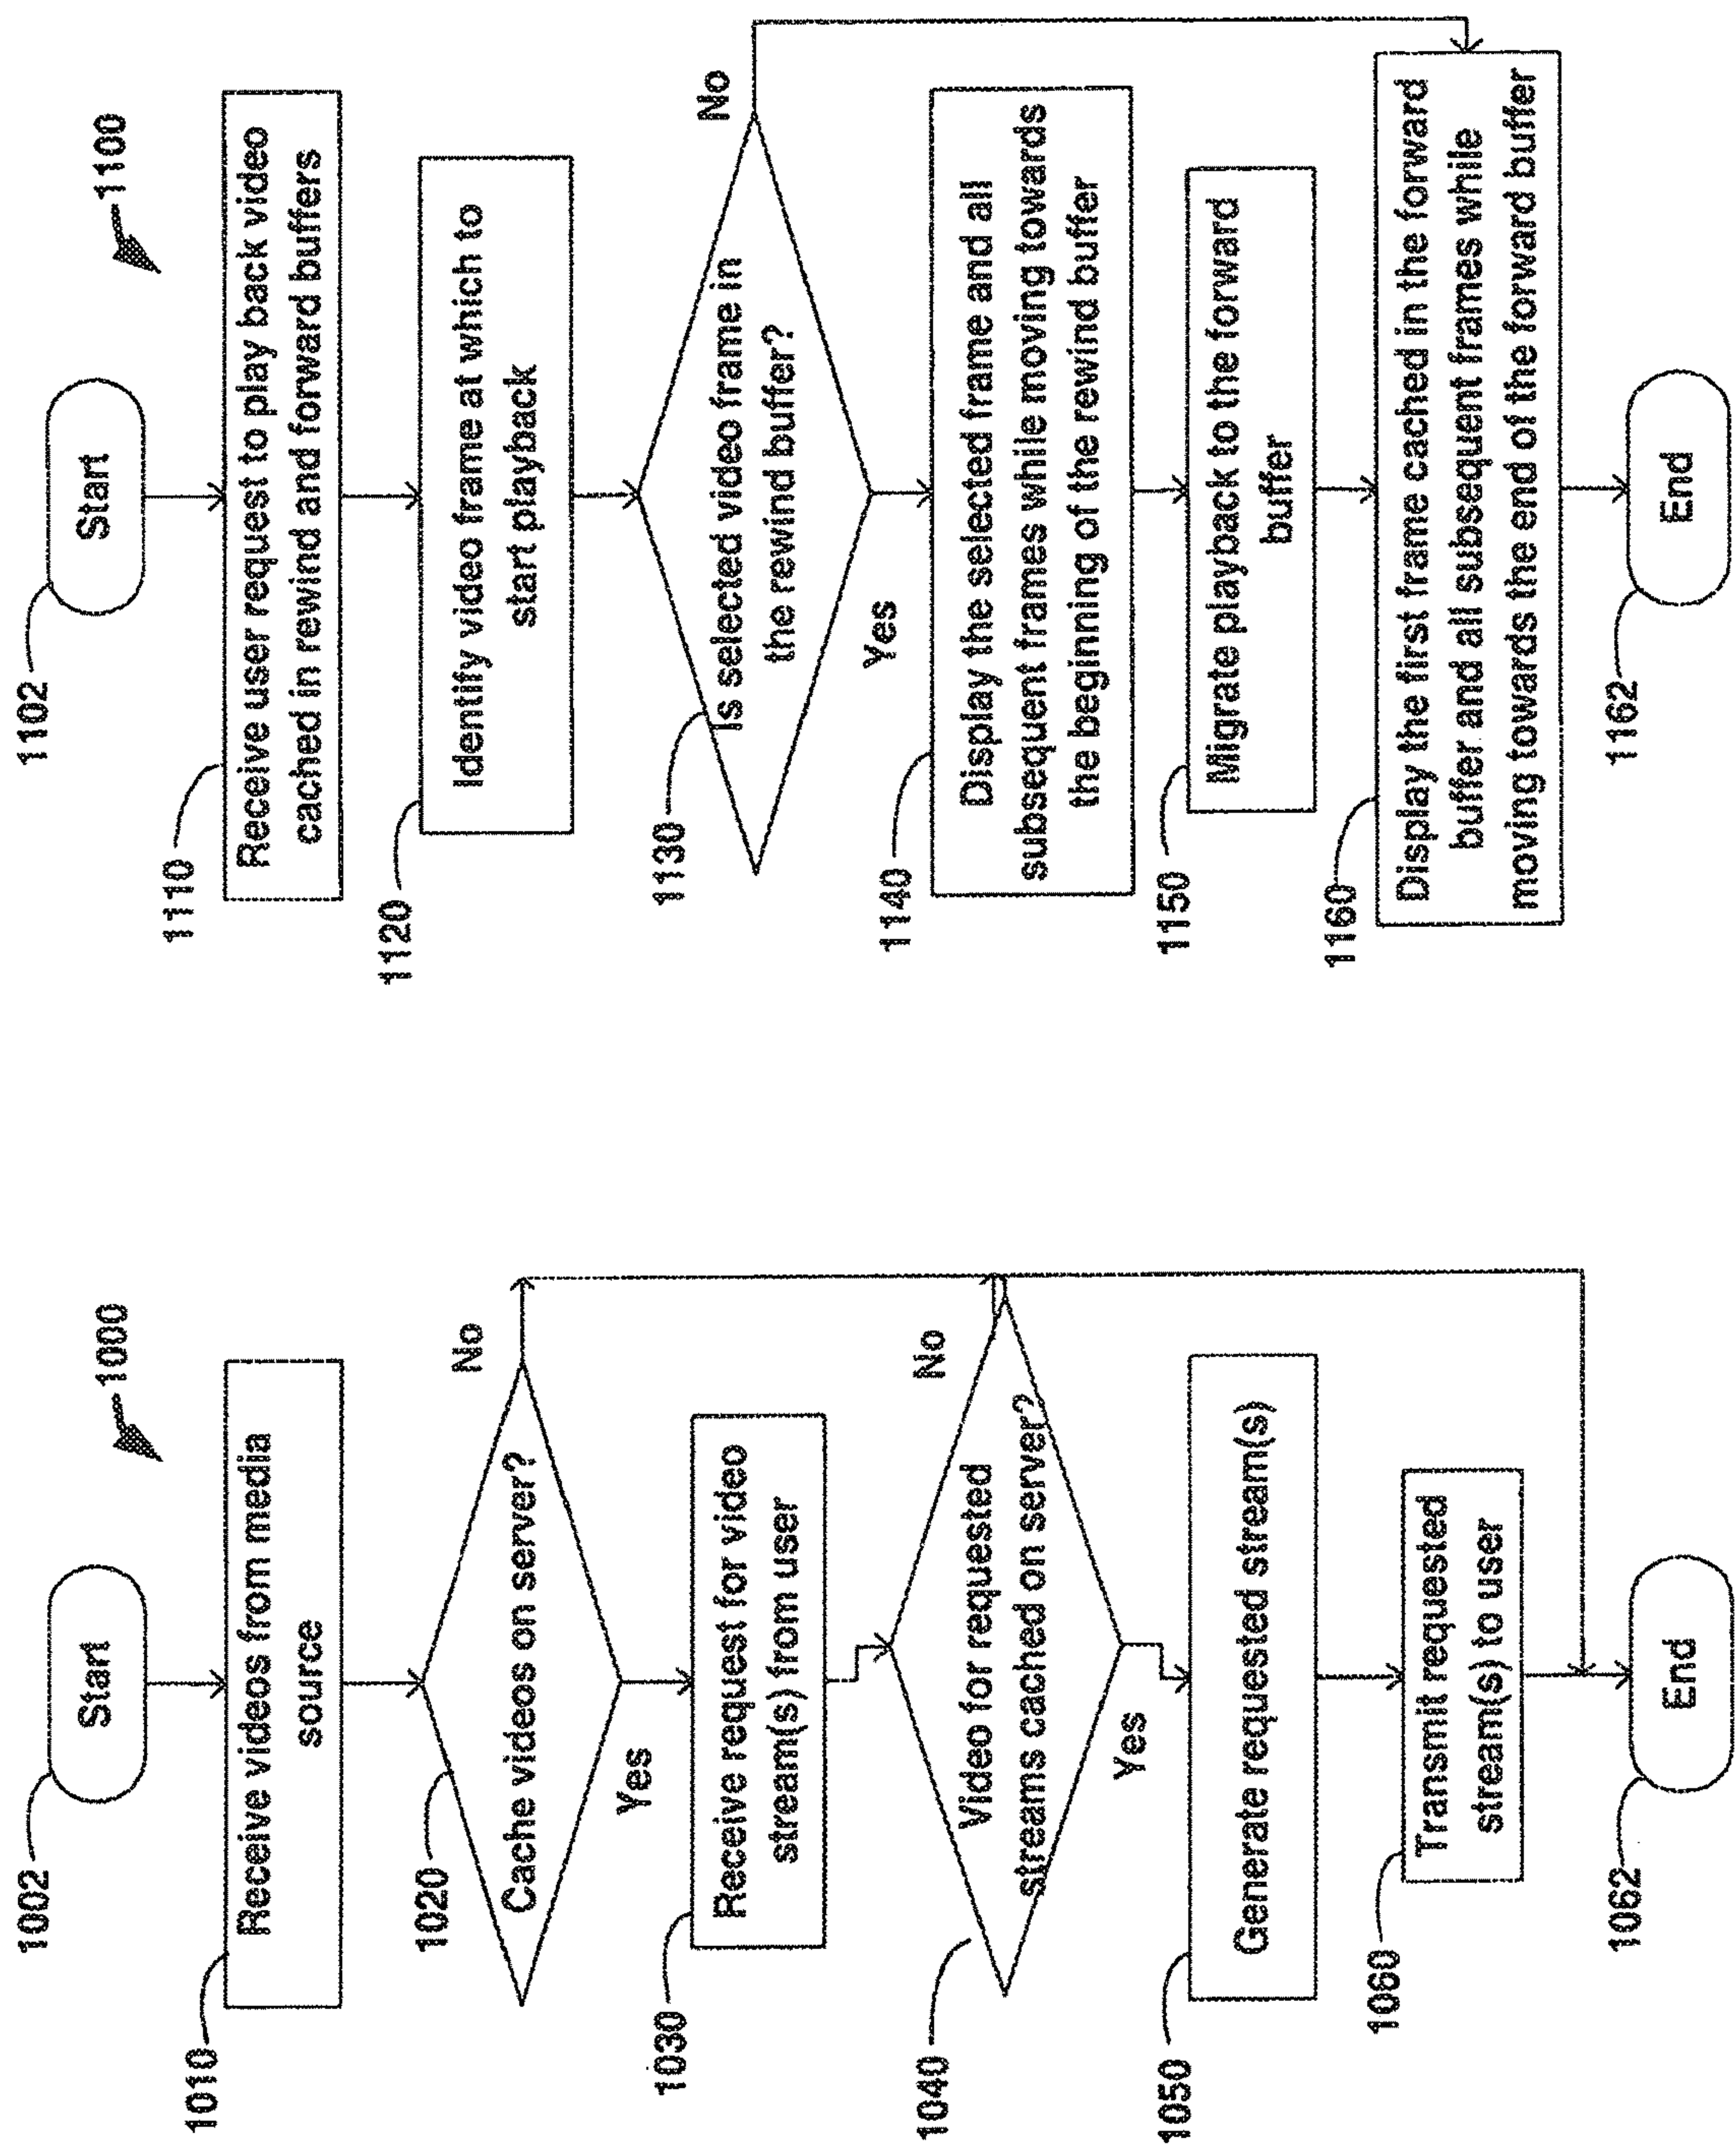 1000
1002
Start
1010
Receive videos from media
source
1020
Cache videos on server?
No
Yes
1030
Receive request for video
stream(s) from user
1040
Video for requested
streams cached on server?
No
Yes
1050
Generate requested stream(s)
1060
Transmit requested
stream(s) to user
1062
End
1100
1102
Start
1110
Receive user request to play back video
cached in rewind and forward buffers
1120
Identify video frame at which to
start playback
1130
Is selected video frame in
the rewind buffer?
No
Yes
1140
Display the selected frame and all
subsequent frames while moving towards
the beginning of the rewind buffer
1150
Migrate playback to the forward
buffer
1160
Display the first frame cached in the forward
buffer and all subsequent frames while
moving towards the end of the forward buffer
1162
End